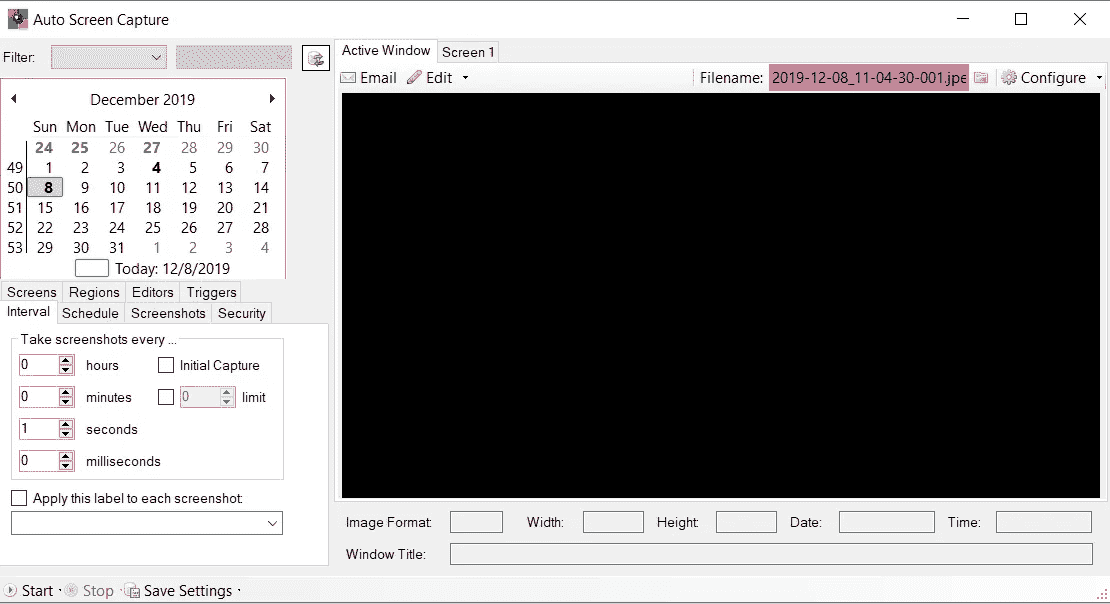 Auto Screen Capture
Filter:
Active Window Screen 1
Email Edit Filename: 2019-12-08_11-04-30-001.jpe Configure
December 2019
Sun Mon Tue Wed Thu Fri Sat
24 25 26 27 28 29 30
49 1 2 3 4 5 6 7
50 8 9 10 11 12 13 14
51 15 16 17 18 19 20 21
52 22 23 24 25 26 27 28
53 29 30 31 1 2 3 4
Today: 12/8/2019
Screens Regions Editors Triggers
Interval Schedule Screenshots Security
Take screenshots every ...
0 hours Initial Capture
0 minutes 0 limit
1 seconds
0 milliseconds
Apply this label to each screenshot:
Image Format: Width: Height: Date: Time:
Window Title:
Start Stop Save Settings